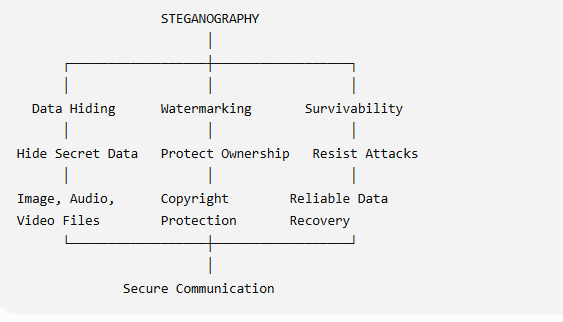 STEGANOGRAPHY
Data Hiding Watermarking Survivability
Hide Secret Data Protect Ownership Resist Attacks
Image, Audio, Copyright Reliable Data
Video Files Protection Recovery
Secure Communication